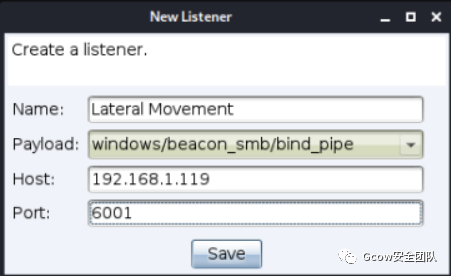 New Listener
Create a listener.
Name: Lateral Movement
Payload: windows/beacon_smb/bind_pipe
Host: 192.168.1.119
Port: 6001
Save
Gcow安全团队